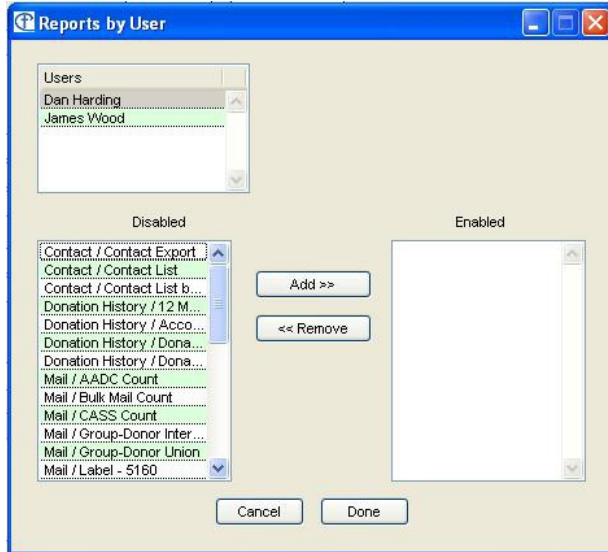 Reports by User
Users
Dan Harding
James Wood
Disabled
Enabled
Contact / Contact Export
Contact / Contact List
Contact / Contact List b...
Donation History / 12 M...
Donation History / Acco...
Donation History / Dona...
Donation History / Dona...
Mail / AADC Count
Mail / Bulk Mail Count
Mail / CASS Count
Mail / Group-Donor Inter...
Mail / Group-Donor Union
Mail / Label - 5160
Add >>
<< Remove
Cancel
Done